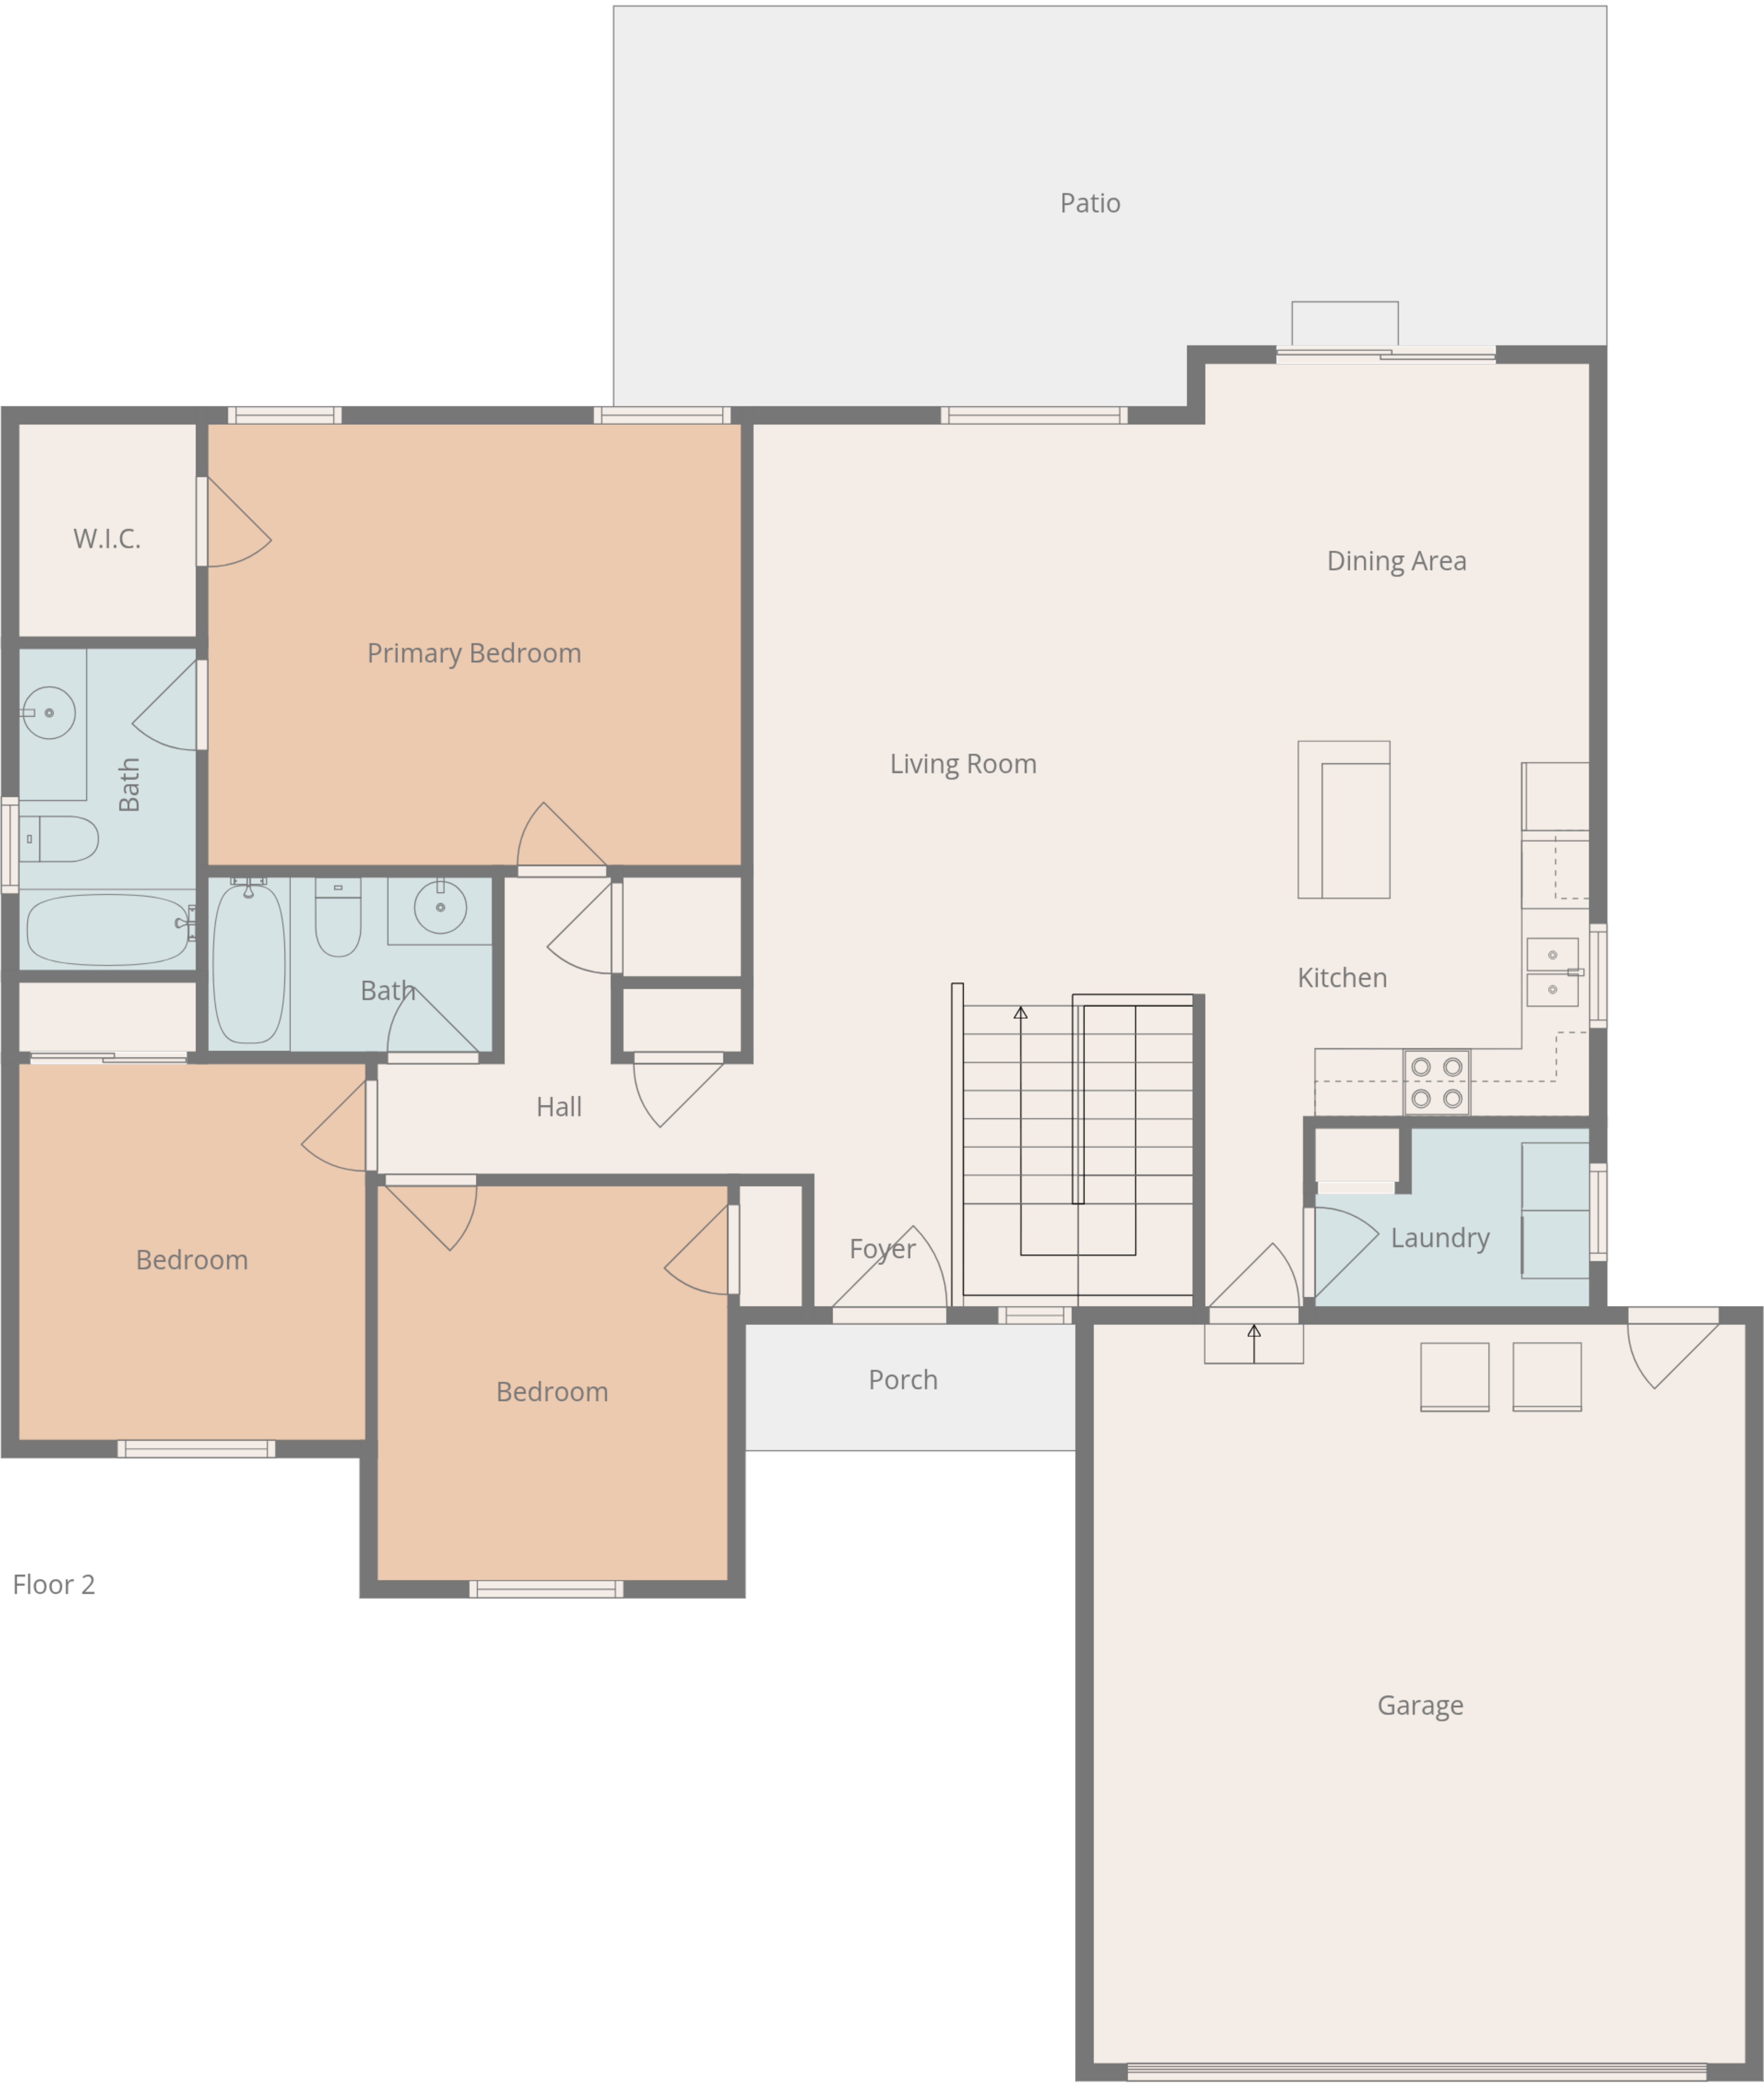 Patio
W.I.C.
Dining Area
Primary Bedroom
Living Room
Bath
Kitchen
Bath
Hall
Laundry
Foyer
Bedroom
Porch
Bedroom
Floor 2
Garage